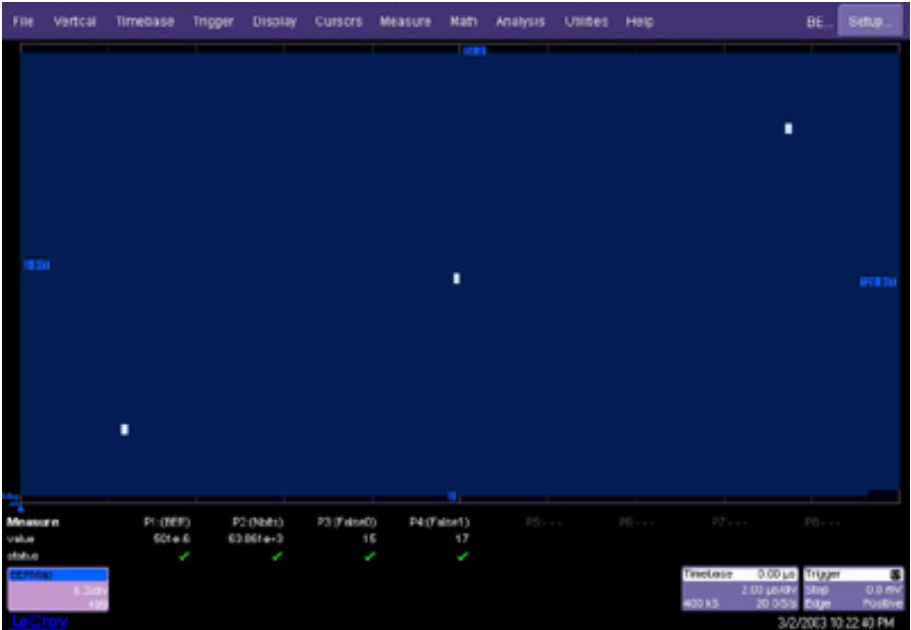 File Vertical Timebase Trigger Display Cursors Measure Math Analysis Utilities Help BE... Setup...
Measure P1:(BER) P2:(Nbits) P3:(False0) P4:(False1) P5:--- P6:--- P7:--- P8:---
value 501e-6 63.861e+3 15 17
status
BERMap
499
Timebase 0.00 µs Trigger
2.00 µs/div Stop 0.0 mV
400 kS 20 GS/s Edge Positive
LeCroy 3/2/2003 10:22:40 PM